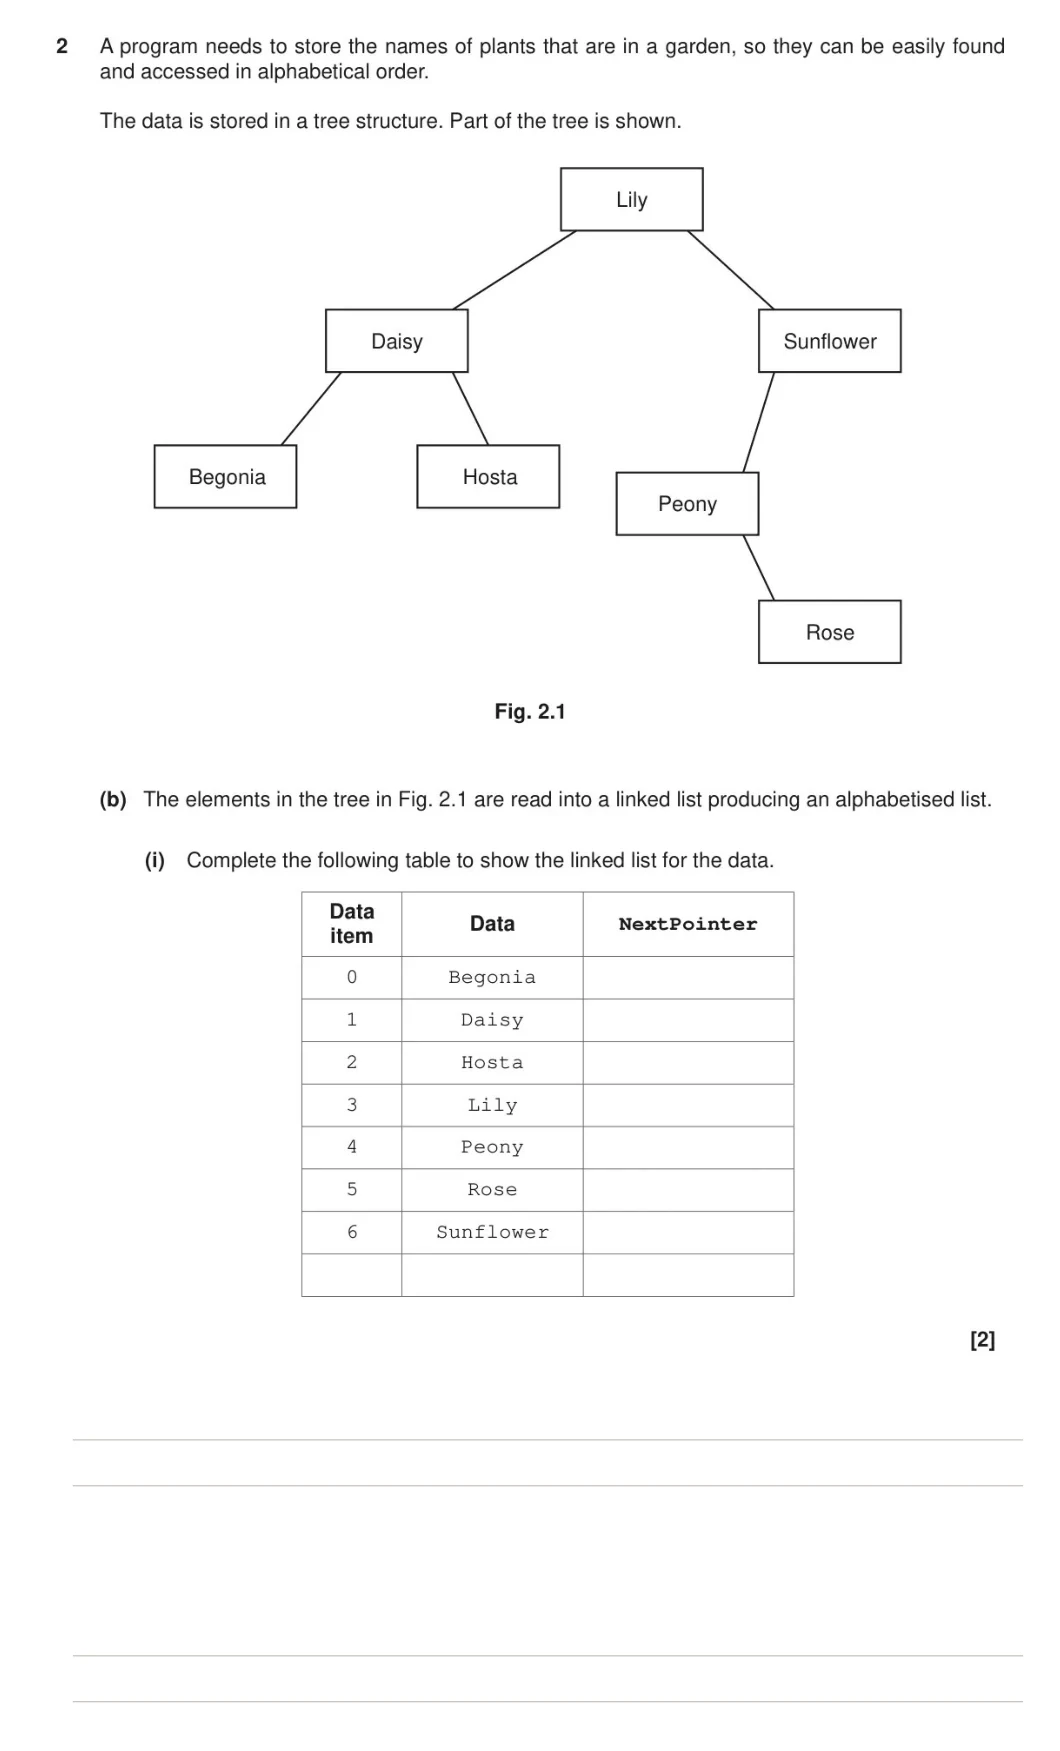 2 A program needs to store the names of plants that are in a garden, so they can be easily found
and accessed in alphabetical order.
The data is stored in a tree structure. Part of the tree is shown.
Lily
Daisy
Sunflower
Begonia
Hosta
Peony
Rose
Fig. 2.1
(b) The elements in the tree in Fig. 2.1 are read into a linked list producing an alphabetised list.
(i) Complete the following table to show the linked list for the data.
Data item Data NextPointer
0 Begonia
1 Daisy
2 Hosta
3 Lily
4 Peony
5 Rose
6 Sunflower
[2]